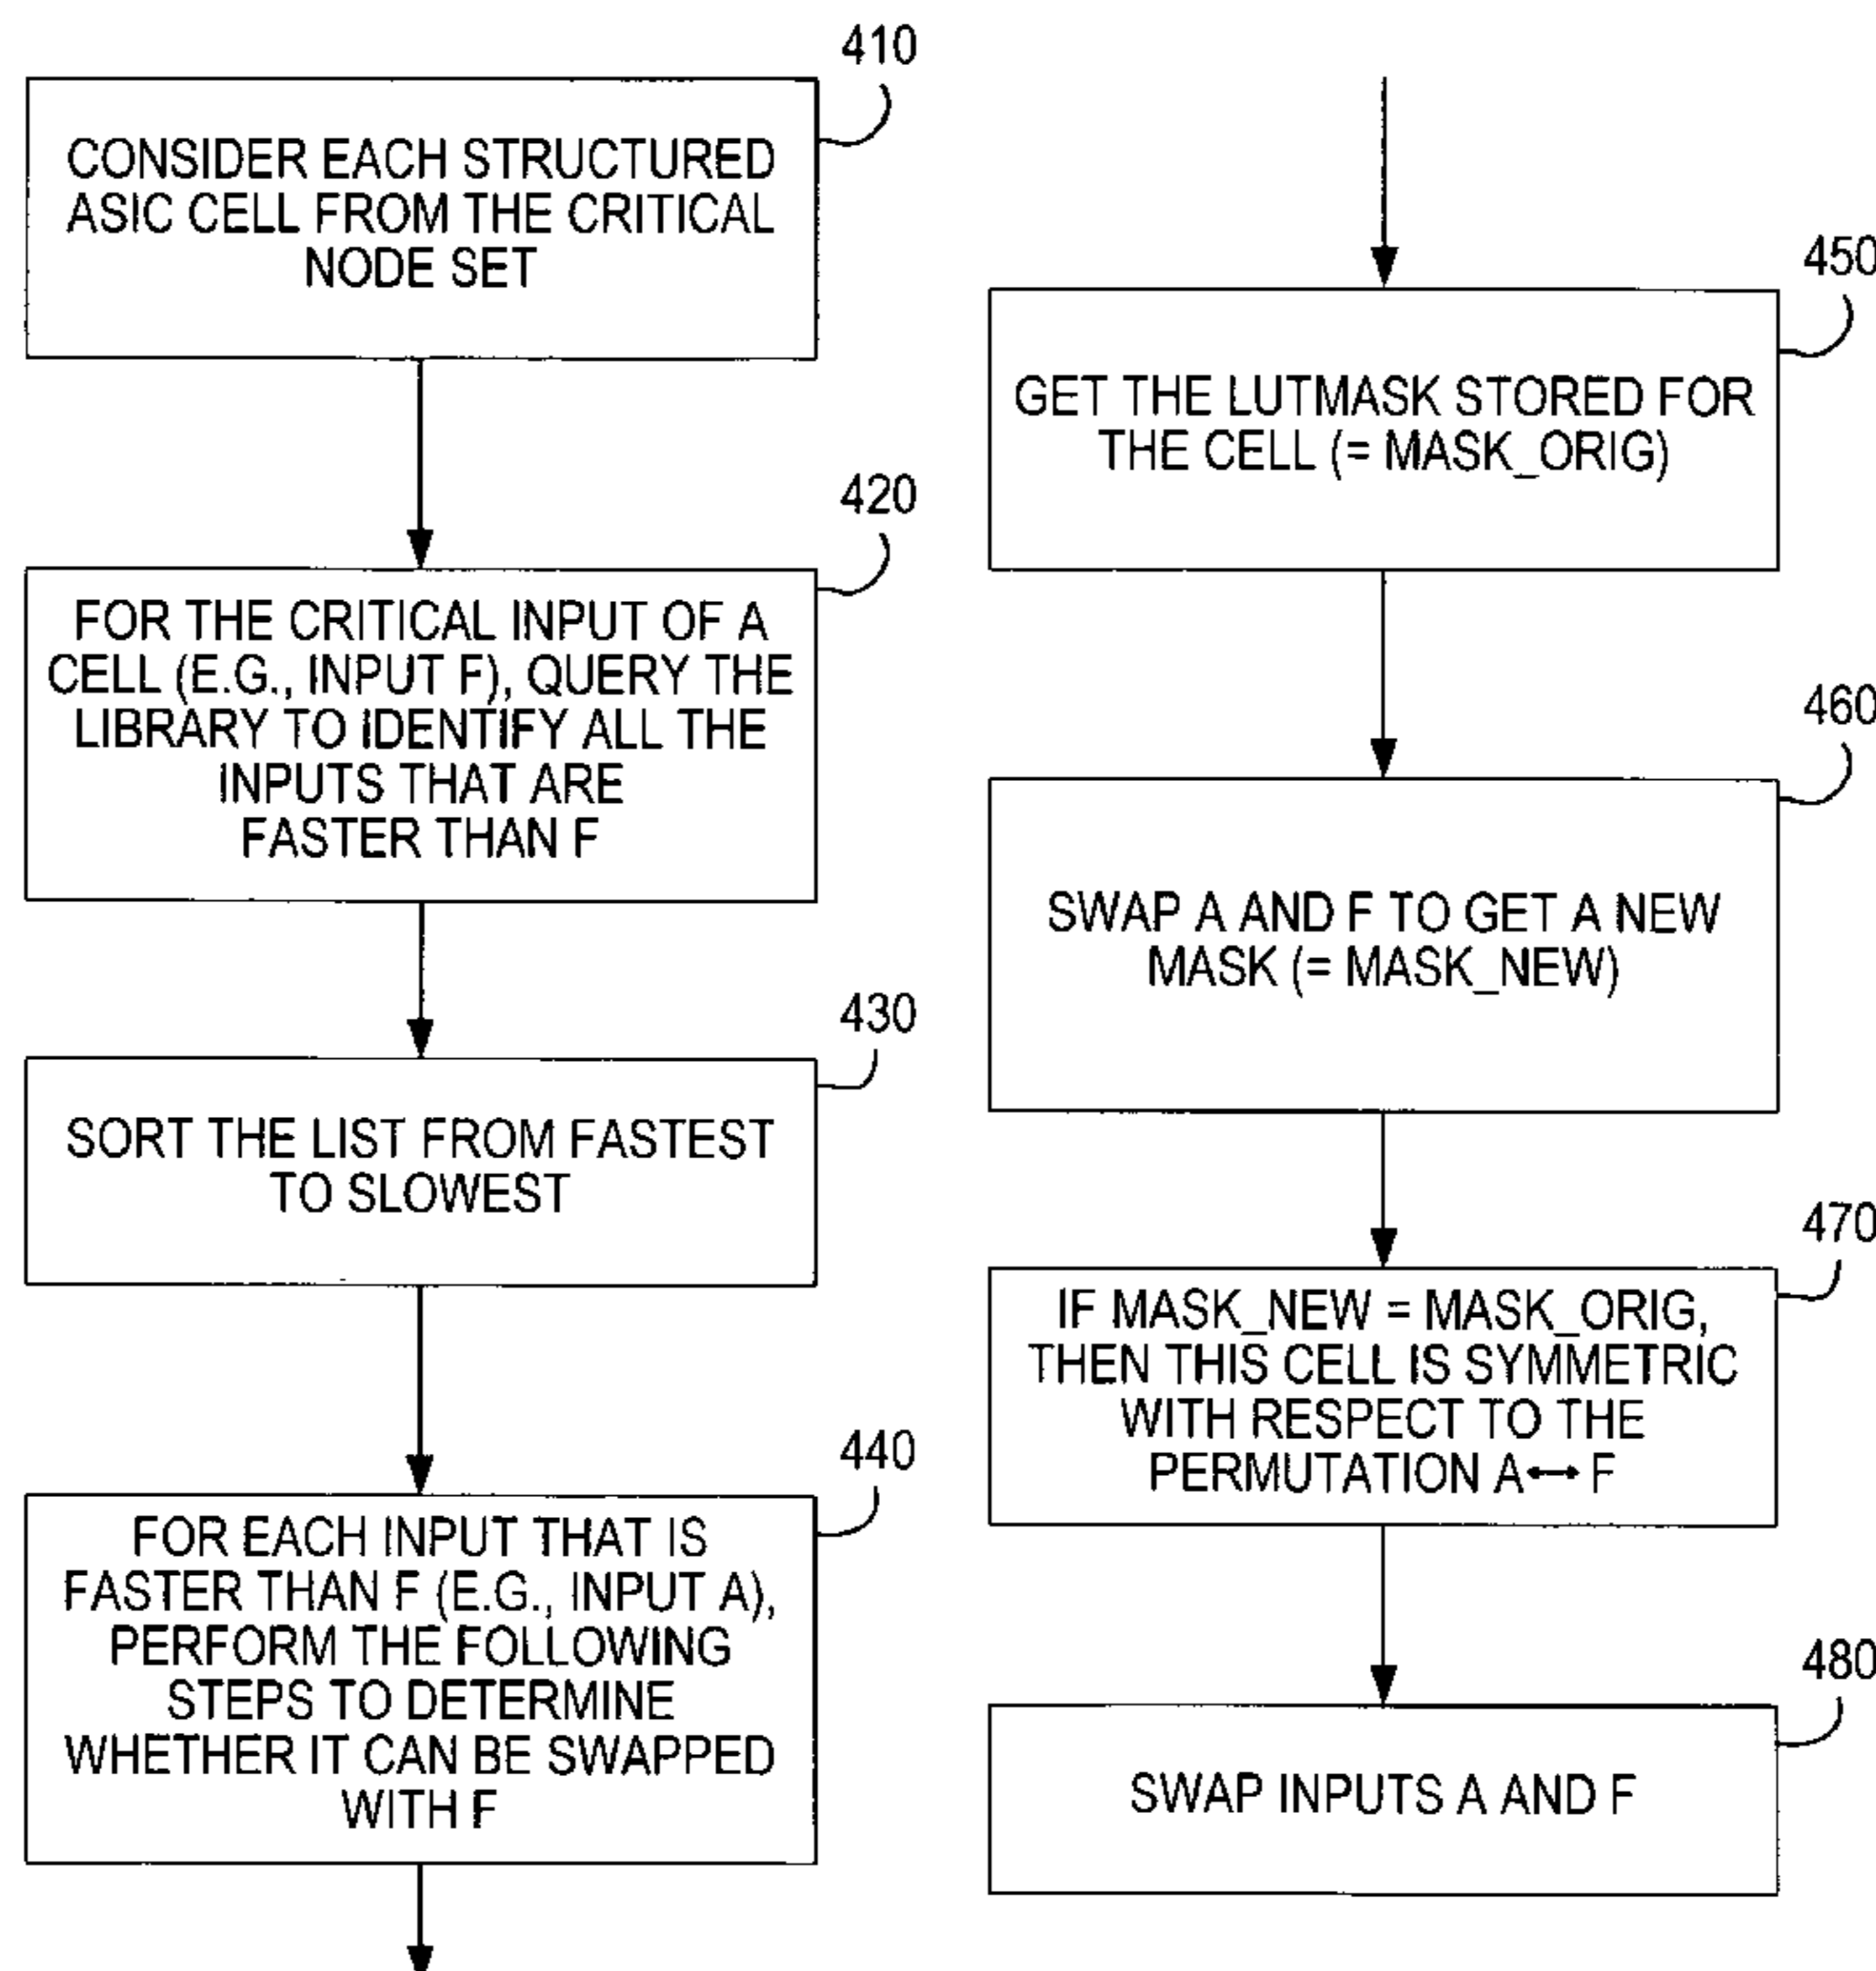 410
CONSIDER EACH STRUCTURED
ASIC CELL FROM THE CRITICAL
NODE SET
420
FOR THE CRITICAL INPUT OF A
CELL (E.G., INPUT F), QUERY THE
LIBRARY TO IDENTIFY ALL THE
INPUTS THAT ARE
FASTER THAN F
430
SORT THE LIST FROM FASTEST
TO SLOWEST
440
FOR EACH INPUT THAT IS
FASTER THAN F (E.G., INPUT A),
PERFORM THE FOLLOWING
STEPS TO DETERMINE
WHETHER IT CAN BE SWAPPED
WITH F
450
GET THE LUTMASK STORED FOR
THE CELL (= MASK_ORIG)
460
SWAP A AND F TO GET A NEW
MASK (= MASK_NEW)
470
IF MASK_NEW = MASK_ORIG,
THEN THIS CELL IS SYMMETRIC
WITH RESPECT TO THE
PERMUTATION A↔F
480
SWAP INPUTS A AND F